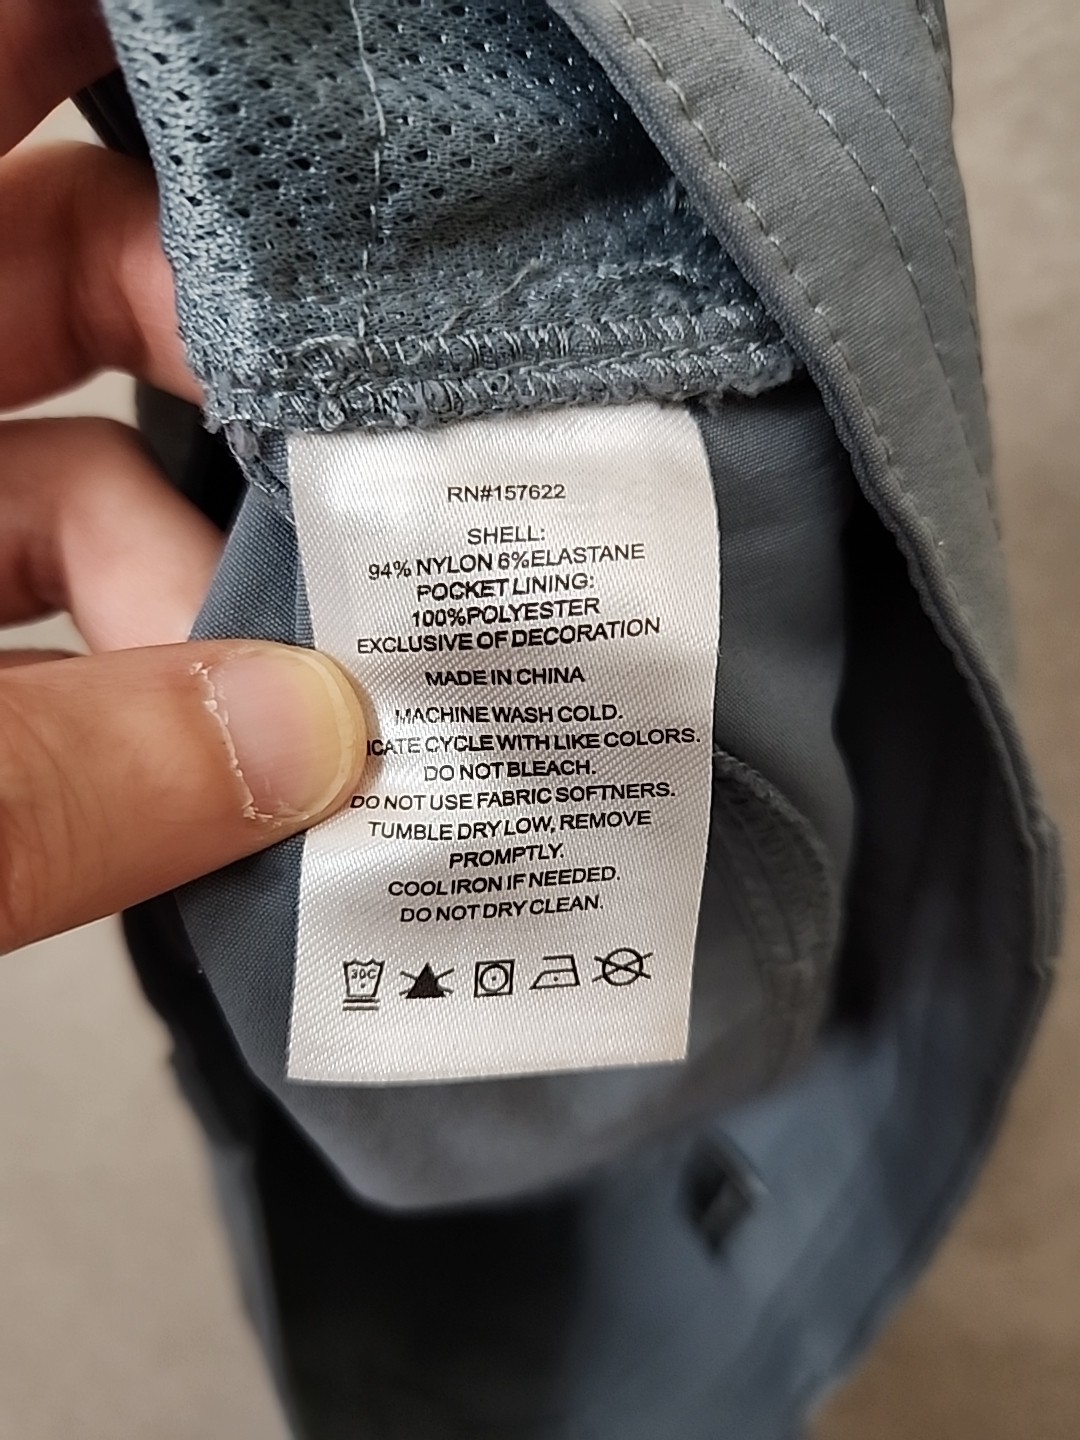 RN#157622
SHELL:
94% NYLON 6%ELASTANE
POCKET LINING:
100%POLYESTER
EXCLUSIVE OF DECORATION
MADE IN CHINA
MACHINE WASH COLD.
ICATE CYCLE WITH LIKE COLORS.
DO NOT BLEACH.
DO NOT USE FABRIC SOFTNERS.
TUMBLE DRY LOW, REMOVE
PROMPTLY.
COOL IRON IF NEEDED.
DO NOT DRY CLEAN.
30C